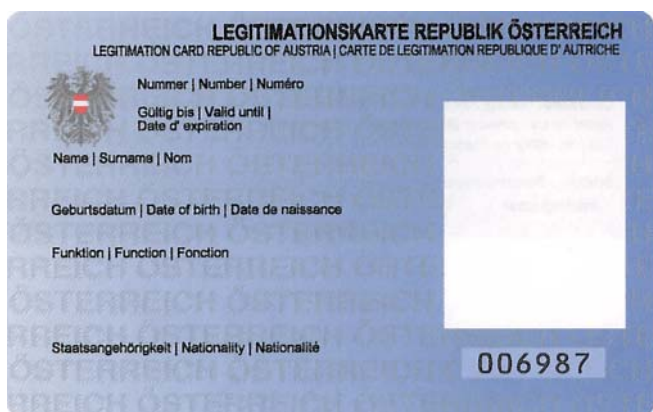 LEGITIMATIONSKARTE REPUBLIK ÖSTERREICH
LEGITIMATION CARD REPUBLIC OF AUSTRIA | CARTE DE LEGITIMATION REPUBLIQUE D' AUTRICHE
Nummer | Number | Numéro
Gültig bis | Valid until |
Date d' expiration
Name | Surname | Nom
Geburtsdatum | Date of birth | Date de naissance
Funktion | Function | Fonction
Staatsangehörigkeit | Nationality | Nationalité
006987